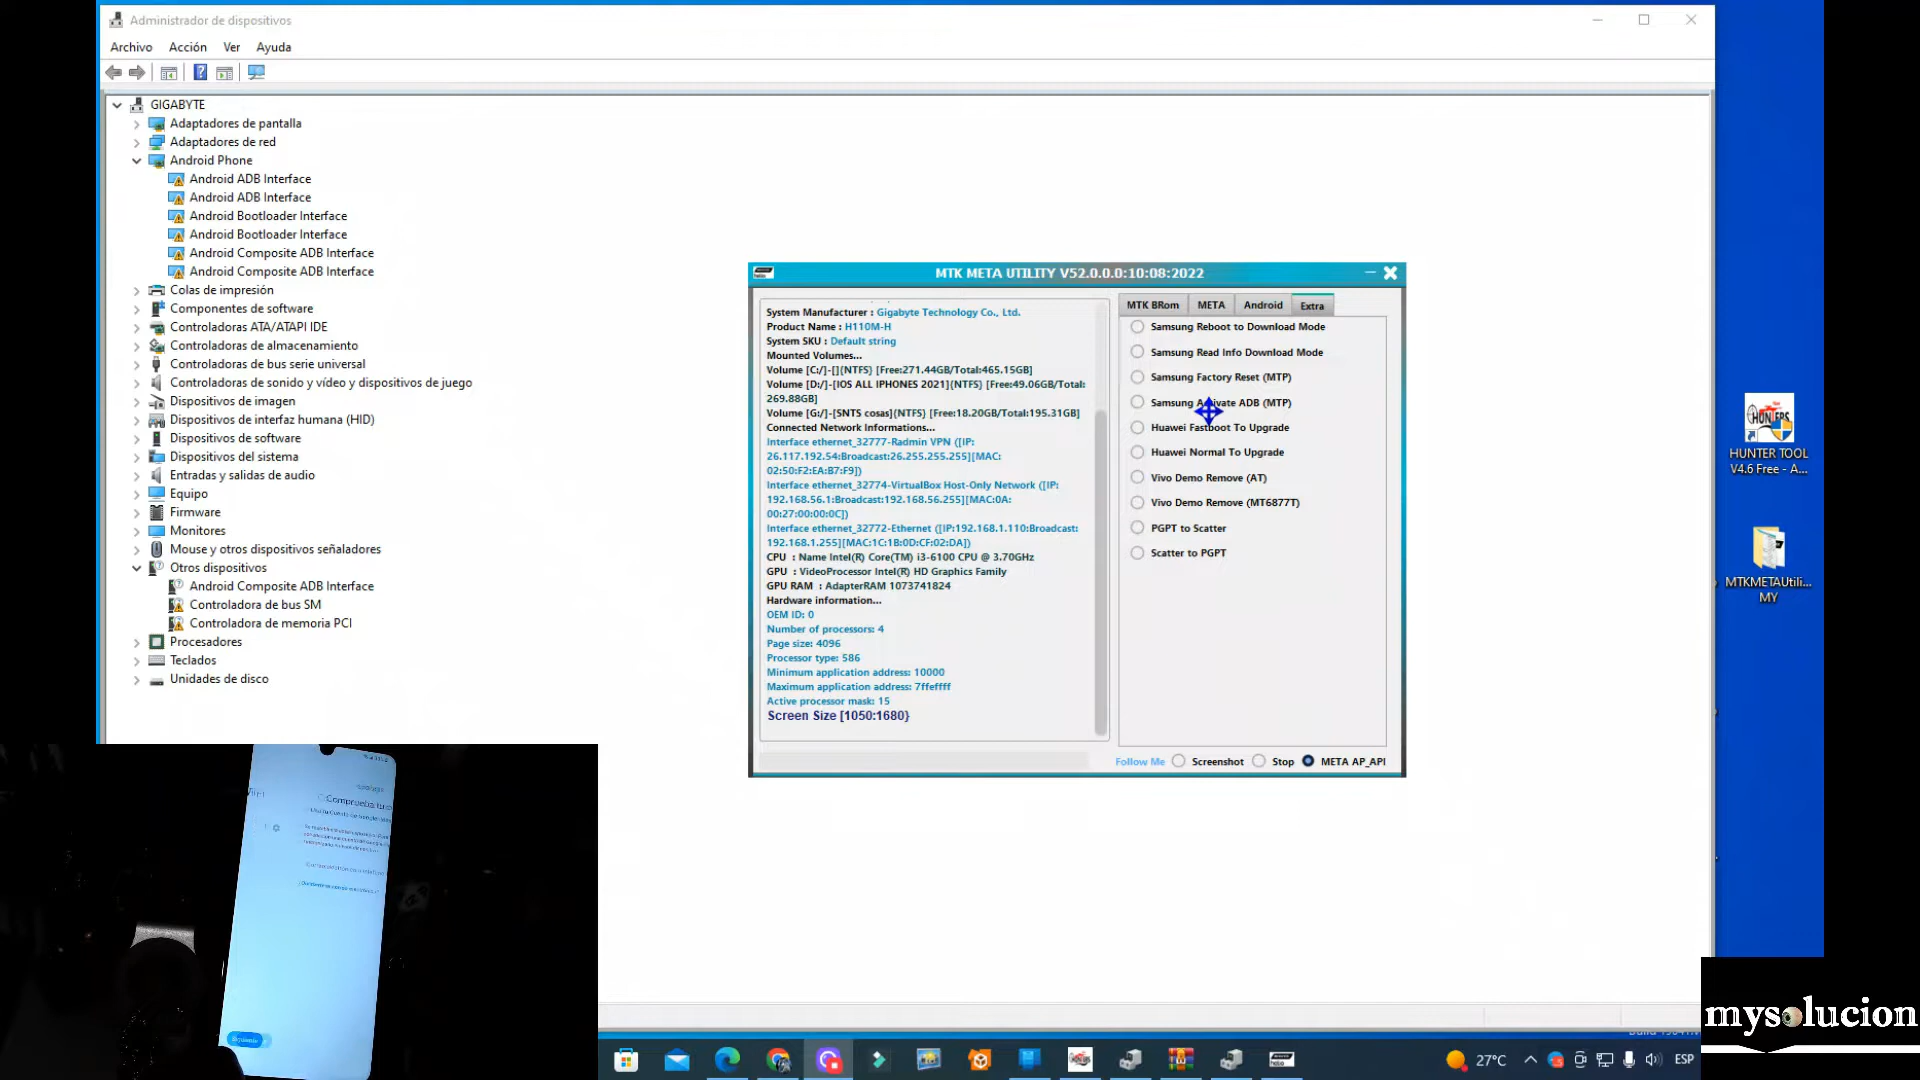 Administrador de dispositivos
Archivo Acción Ver Ayuda
GIGABYTE
Adaptadores de pantalla
Adaptadores de red
Android Phone
Android ADB Interface
Android ADB Interface
Android Bootloader Interface
Android Bootloader Interface
Android Composite ADB Interface
Android Composite ADB Interface
Colas de impresión
Componentes de software
Controladoras ATA/ATAPI IDE
Controladoras de almacenamiento
Controladoras de bus serie universal
Controladoras de sonido y vídeo y dispositivos de juego
Dispositivos de imagen
Dispositivos de interfaz humana (HID)
Dispositivos de software
Dispositivos del sistema
Entradas y salidas de audio
Equipo
Firmware
Monitores
Mouse y otros dispositivos señaladores
Otros dispositivos
Android Composite ADB Interface
Controladora de bus SM
Controladora de memoria PCI
Procesadores
Teclados
Unidades de disco
MTK META UTILITY V52.0.0.0:10:08:2022
System Manufacturer : Gigabyte Technology Co., Ltd.
Product Name : H110M-H
System SKU : Default string
Mounted Volumes...
Volume [C:/]-[]{NTFS} [Free:271.44GB/Total:465.15GB]
Volume [D:/]-[IOS ALL IPHONES 2021]{NTFS} [Free:49.06GB/Total:
269.88GB]
Volume [G:/]-[SNTS cosas]{NTFS} [Free:18.20GB/Total:195.31GB]
Connected Network Informations...
Interface ethernet_32777-Radmin VPN ([IP:
26.117.192.54:Broadcast:26.255.255.255][MAC:
02:50:F2:EA:B7:F9])
Interface ethernet_32774-VirtualBox Host-Only Network ([IP:
192.168.56.1:Broadcast:192.168.56.255][MAC:0A:
00:27:00:00:0C])
Interface ethernet_32772-Ethernet ([IP:192.168.1.110:Broadcast:
192.168.1.255][MAC:1C:1B:0D:CF:02:DA])
CPU : Name Intel(R) Core(TM) i3-6100 CPU @ 3.70GHz
GPU : VideoProcessor Intel(R) HD Graphics Family
GPU RAM : AdapterRAM 1073741824
Hardware information...
OEM ID: 0
Number of processors: 4
Page size: 4096
Processor type: 586
Minimum application address: 10000
Maximum application address: 7ffeffff
Active processor mask: 15
Screen Size [1050:1680}
MTK BRom META Android Extra
Samsung Reboot to Download Mode
Samsung Read Info Download Mode
Samsung Factory Reset (MTP)
Samsung Activate ADB (MTP)
Huawei Fastboot To Upgrade
Huawei Normal To Upgrade
Vivo Demo Remove (AT)
Vivo Demo Remove (MT6877T)
PGPT to Scatter
Scatter to PGPT
Follow Me Screenshot Stop META AP_API
HUNTER TOOL
V4.6 Free - A...
MTKMETAUtili...
MY
Comprueba
Siguiente
mysolucion
27°C
ESP